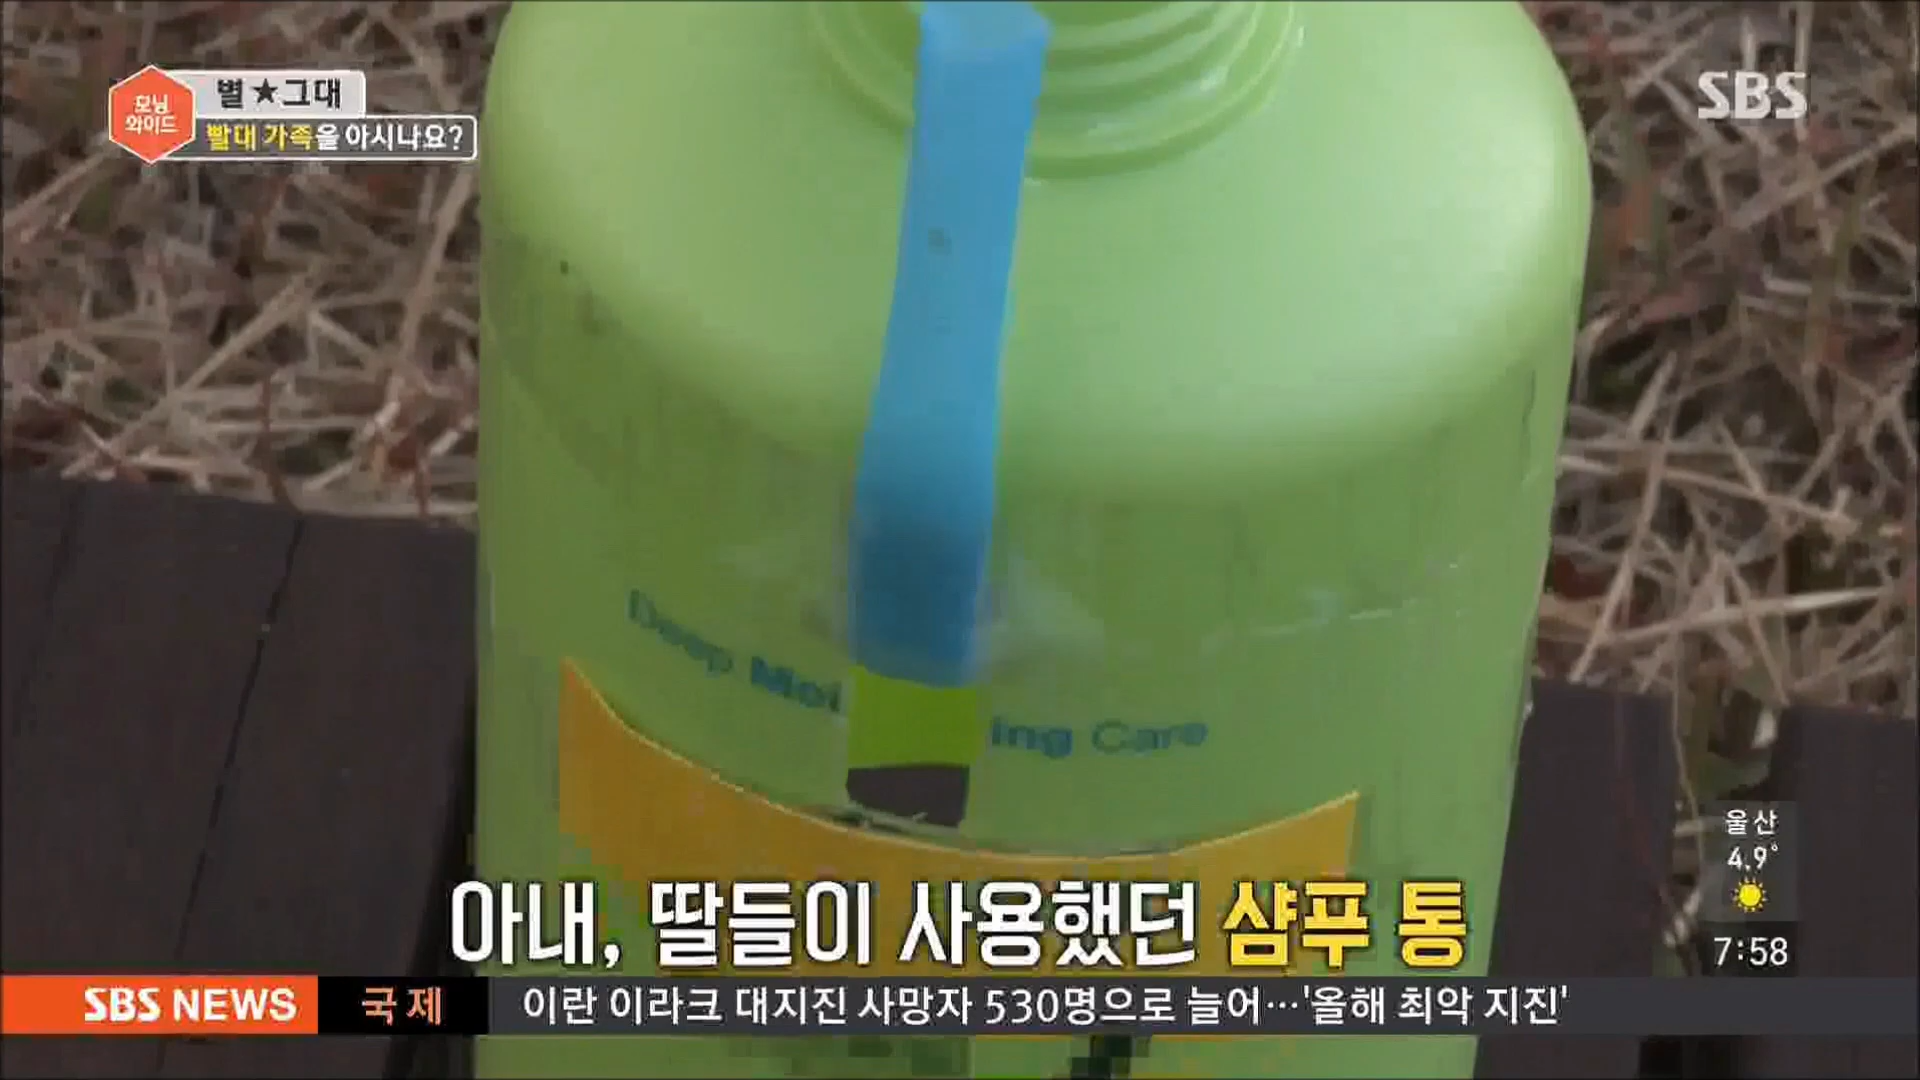 모닝
와이드
별★그대
빨대 가족을 아시나요?
SBS
Deep Moi ing Care
아내, 딸들이 사용했던 샴푸 통
울산
4.9°
7:58
SBS NEWS 국제 이란 이라크 대지진 사망자 530명으로 늘어…'올해 최악 지진'